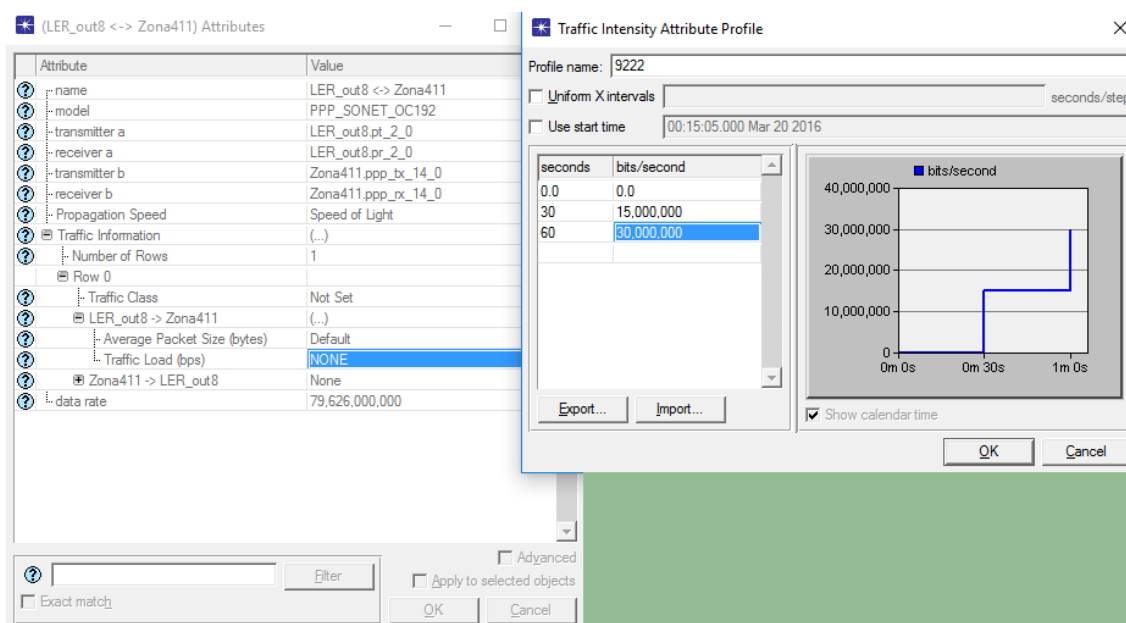 (LER_out8 <-> Zona411) Attributes
Attribute Value
name LER_out8 <-> Zona411
model PPP_SONET_OC192
transmitter a LER_out8.pt_2_0
receiver a LER_out8.pr_2_0
transmitter b Zona411.ppp_tx_14_0
receiver b Zona411.ppp_rx_14_0
Propagation Speed Speed of Light
Traffic Information (...)
Number of Rows 1
Row 0
Traffic Class Not Set
LER_out8 -> Zona411 (...)
Average Packet Size (bytes) Default
Traffic Load (bps) NONE
Zona411 -> LER_out8 None
data rate 79,626,000,000
Advanced
Filter
Apply to selected objects
Exact match
OK Cancel
Traffic Intensity Attribute Profile
Profile name: 9222
Uniform X intervals seconds/step
Use start time 00:15:05.000 Mar 20 2016
seconds bits/second
0.0 0.0
30 15,000,000
60 30,000,000
Export... Import...
bits/second
40,000,000
30,000,000
20,000,000
10,000,000
0
0m 0s 0m 30s 1m 0s
Show calendar time
OK Cancel